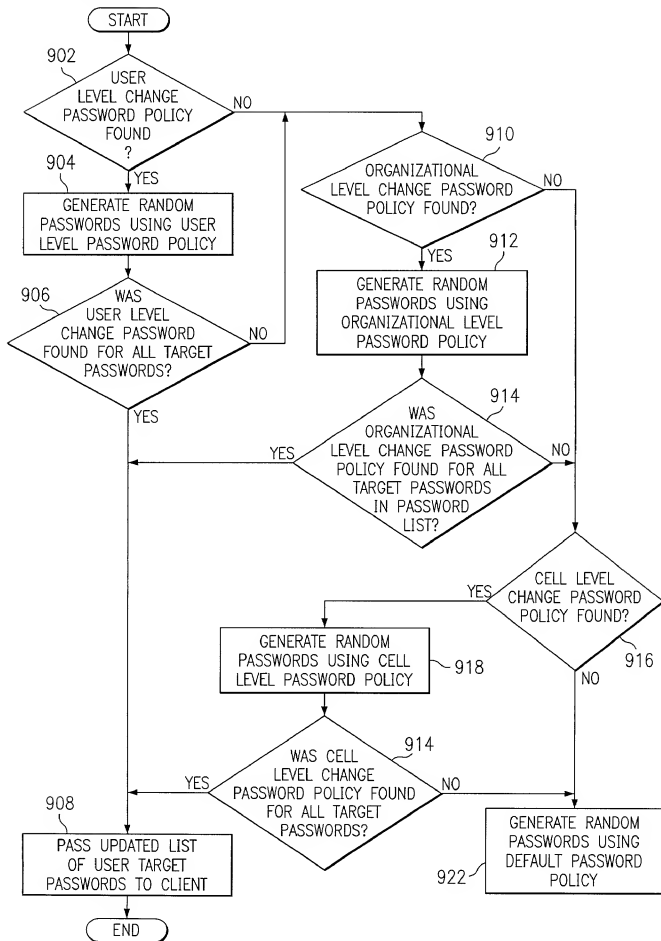 START
902
USER
LEVEL CHANGE
PASSWORD POLICY
FOUND
?
NO
YES
904
GENERATE RANDOM
PASSWORDS USING USER
LEVEL PASSWORD POLICY
906
WAS
USER LEVEL
CHANGE PASSWORD
FOUND FOR ALL TARGET
PASSWORDS?
NO
YES
910
ORGANIZATIONAL
LEVEL CHANGE PASSWORD
POLICY FOUND?
NO
YES
912
GENERATE RANDOM
PASSWORDS USING
ORGANIZATIONAL LEVEL
PASSWORD POLICY
914
WAS
ORGANIZATIONAL
LEVEL CHANGE PASSWORD
POLICY FOUND FOR ALL
TARGET PASSWORDS
IN PASSWORD
LIST?
YES
NO
CELL LEVEL
CHANGE PASSWORD
POLICY FOUND?
916
YES
NO
GENERATE RANDOM
PASSWORDS USING CELL
LEVEL PASSWORD POLICY
918
WAS CELL
LEVEL CHANGE
PASSWORD POLICY FOUND
FOR ALL TARGET
PASSWORDS?
914
YES
NO
908
PASS UPDATED LIST
OF USER TARGET
PASSWORDS TO CLIENT
GENERATE RANDOM
PASSWORDS USING
DEFAULT PASSWORD
POLICY
922
END